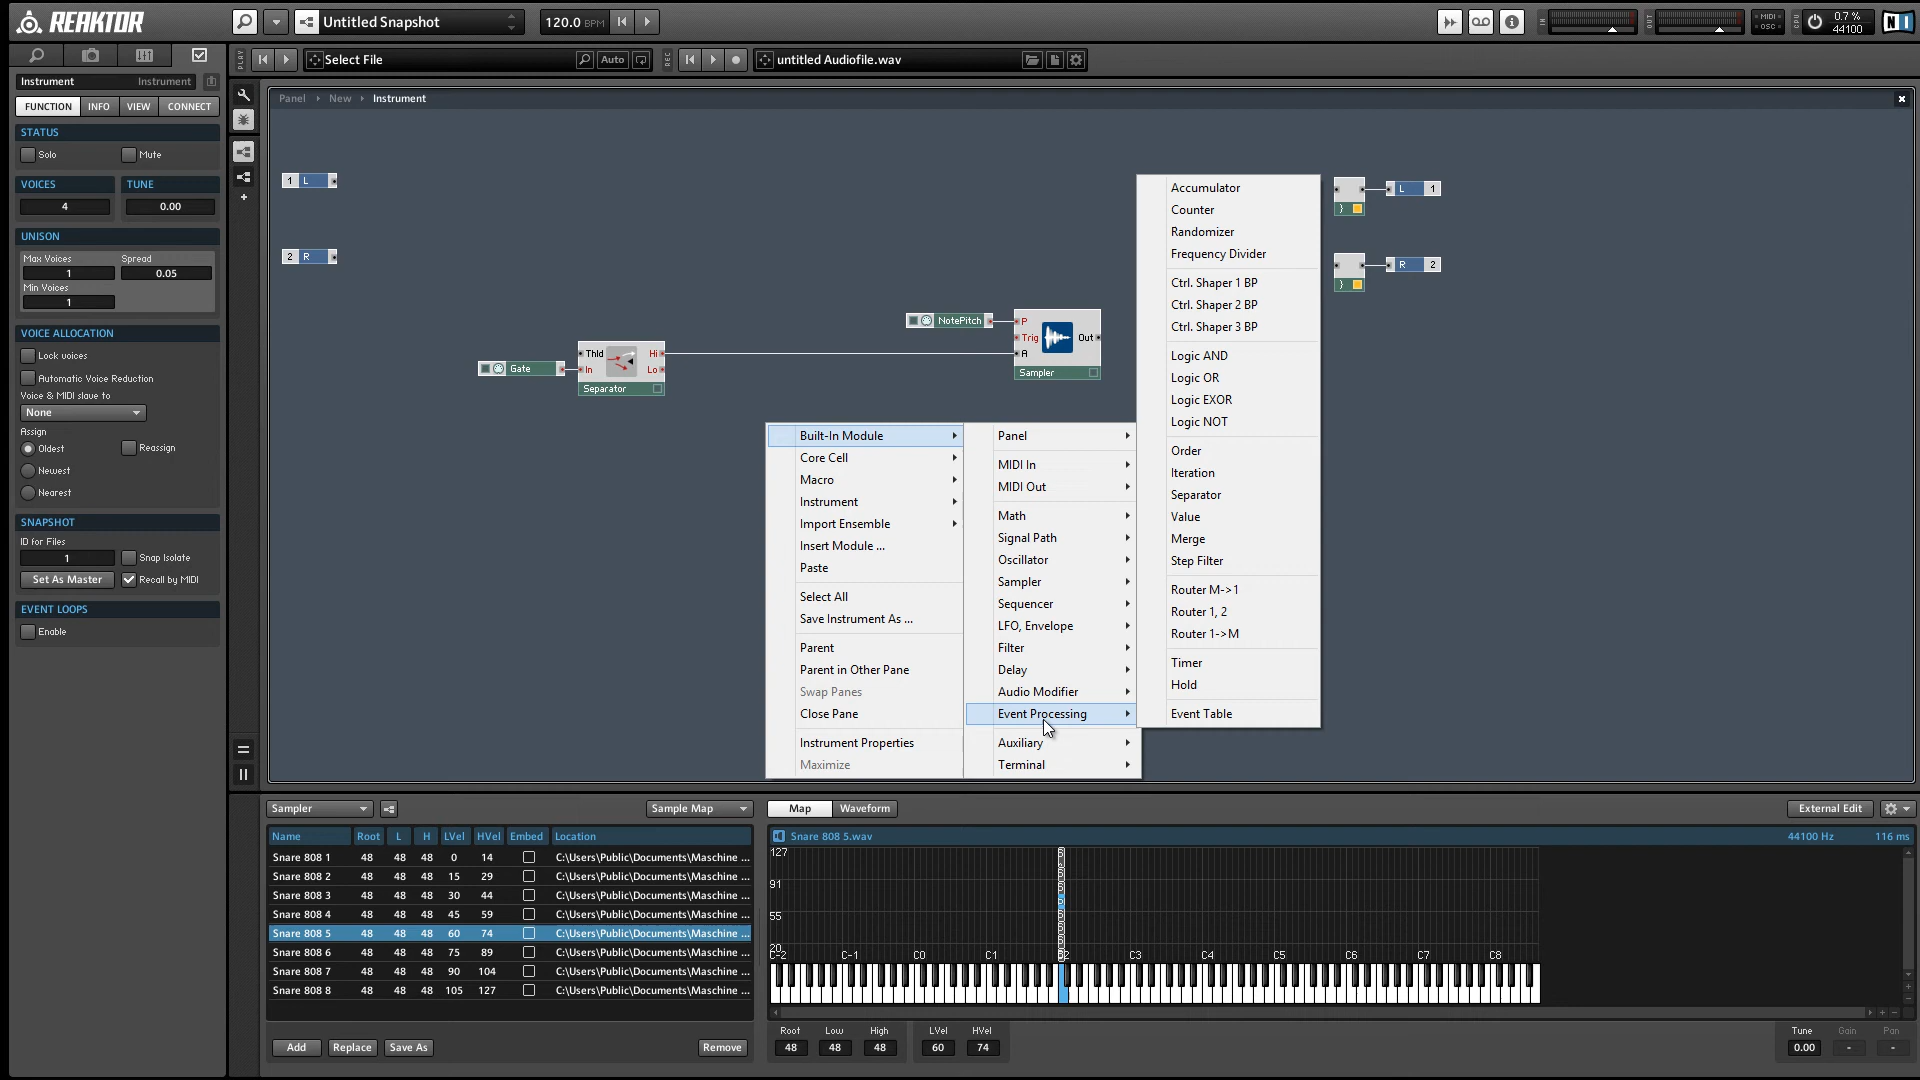 REAKTOR
Untitled Snapshot
120.0 BPM
IN
OUT
MIDI
OSC
CPU
0.7 %
44100
PLAY
Select File
Auto
REC
untitled Audiofile.wav
Instrument
Instrument
FUNCTION
INFO
VIEW
CONNECT
STATUS
Solo
Mute
VOICES
TUNE
4
0.00
UNISON
Max Voices
Spread
1
0.05
Min Voices
1
VOICE ALLOCATION
Lock voices
Automatic Voice Reduction
Voice & MIDI slave to
None
Assign
Oldest
Reassign
Newest
Nearest
SNAPSHOT
ID for Files
1
Snap Isolate
Set As Master
Recall by MIDI
EVENT LOOPS
Enable
Panel
New
Instrument
1 L
2 R
Gate
Thld
Hi
In
Lo
Separator
NotePitch
P
Trig
A
Out
Sampler
L 1
R 2
Built-In Module
Core Cell
Macro
Instrument
Import Ensemble
Insert Module ...
Paste
Select All
Save Instrument As ...
Parent
Parent in Other Pane
Swap Panes
Close Pane
Instrument Properties
Maximize
Panel
MIDI In
MIDI Out
Math
Signal Path
Oscillator
Sampler
Sequencer
LFO, Envelope
Filter
Delay
Audio Modifier
Event Processing
Auxiliary
Terminal
Accumulator
Counter
Randomizer
Frequency Divider
Ctrl. Shaper 1 BP
Ctrl. Shaper 2 BP
Ctrl. Shaper 3 BP
Logic AND
Logic OR
Logic EXOR
Logic NOT
Order
Iteration
Separator
Value
Merge
Step Filter
Router M->1
Router 1, 2
Router 1->M
Timer
Hold
Event Table
Sampler
Sample Map
Name Root L H LVel HVel Embed Location
Snare 808 1 48 48 48 0 14 C:\Users\Public\Documents\Maschine ...
Snare 808 2 48 48 48 15 29 C:\Users\Public\Documents\Maschine ...
Snare 808 3 48 48 48 30 44 C:\Users\Public\Documents\Maschine ...
Snare 808 4 48 48 48 45 59 C:\Users\Public\Documents\Maschine ...
Snare 808 5 48 48 48 60 74 C:\Users\Public\Documents\Maschine ...
Snare 808 6 48 48 48 75 89 C:\Users\Public\Documents\Maschine ...
Snare 808 7 48 48 48 90 104 C:\Users\Public\Documents\Maschine ...
Snare 808 8 48 48 48 105 127 C:\Users\Public\Documents\Maschine ...
Add
Replace
Save As
Remove
Map
Waveform
External Edit
Snare 808 5.wav
44100 Hz
116 ms
127
91
55
20
C-2 C-1 C0 C1 C3 C4 C5 C6 C7 C8
Root Low High LVel HVel
48 48 48 60 74
Tune Gain Pan
0.00 - -